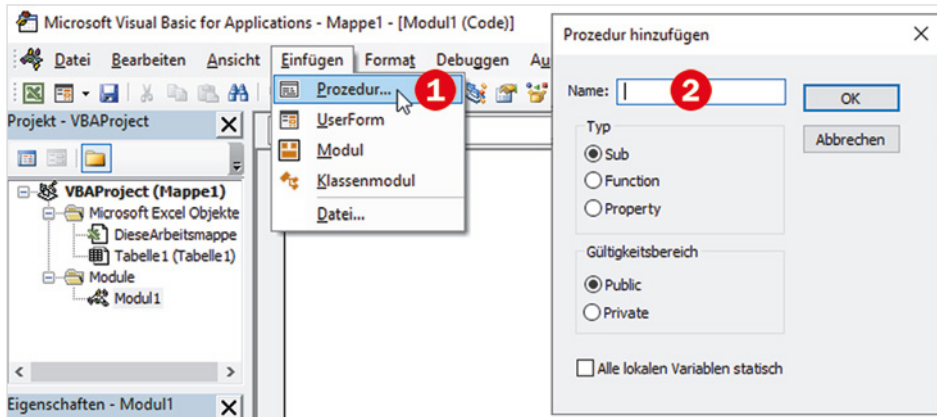 Microsoft Visual Basic for Applications - Mappe1 - [Modul1 (Code)]
Datei Bearbeiten Ansicht Einfügen Format Debuggen Au
Prozedur... 1
UserForm
Modul
Klassenmodul
Datei...
Projekt - VBAProject
VBAProject (Mappe1)
Microsoft Excel Objekte
DieseArbeitsmappe
Tabelle1 (Tabelle1)
Module
Modul1
Eigenschaften - Modul1
Prozedur hinzufügen
Name: 2
OK
Typ
Abbrechen
Sub
Function
Property
Gültigkeitsbereich
Public
Private
Alle lokalen Variablen statisch